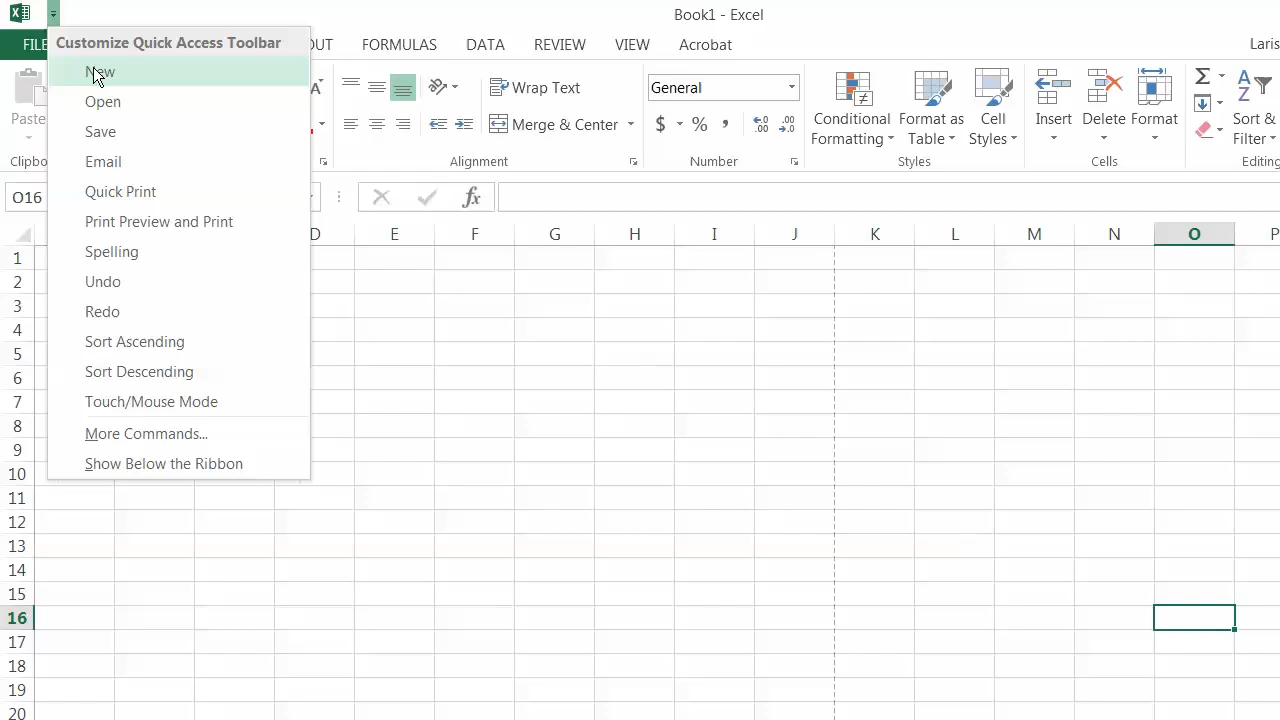 Book1 - Excel
FILE OUT FORMULAS DATA REVIEW VIEW Acrobat Laris
Customize Quick Access Toolbar
New
Open
Save
Email
Quick Print
Print Preview and Print
Spelling
Undo
Redo
Sort Ascending
Sort Descending
Touch/Mouse Mode
More Commands...
Show Below the Ribbon
Paste
Clipbo
A
Wrap Text
Merge & Center
Alignment
General
$ % , .00 .0
Number
Conditional Formatting
Format as Table
Cell Styles
Styles
Insert Delete Format
Cells
Σ
A Z
Sort & Filter
Editing
O16 fx
D E F G H I J K L M N O P
1
2
3
4
5
6
7
8
9
10
11
12
13
14
15
16
17
18
19
20